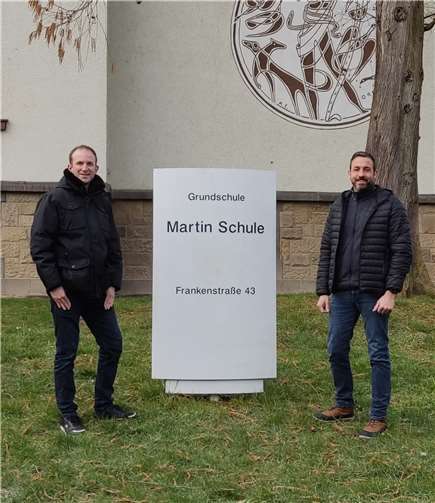 Grundschule
Martin Schule
Frankenstraße 43